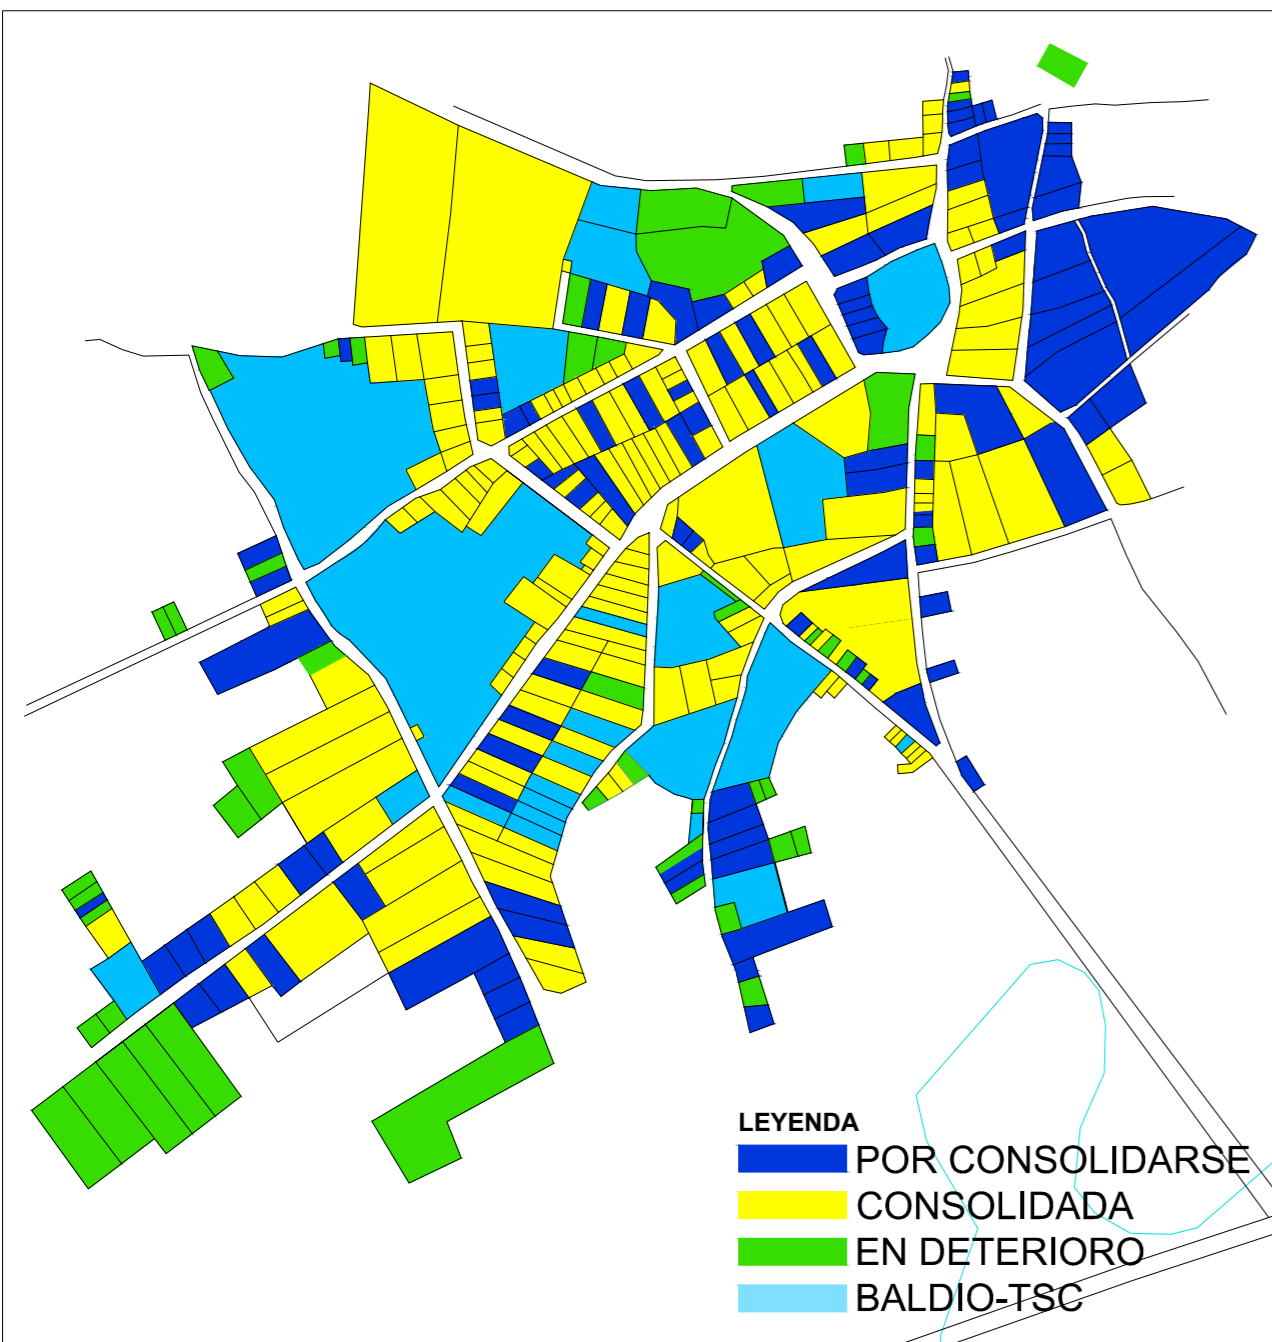 LEYENDA
POR CONSOLIDARSE
CONSOLIDADA
EN DETERIORO
BALDIO-TSC